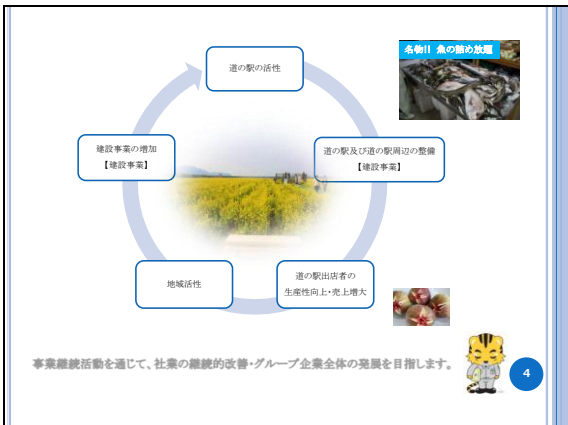 名物!! 魚の詰め放題
道の駅の活性
道の駅及び道の駅周辺の整備
【建設事業】
道の駅出店者の
生産性向上・売上増大
地域活性
建設事業の増加
【建設事業】
事業継続活動を通じて、社業の継続的改善・グループ企業全体の発展を目指します。
4